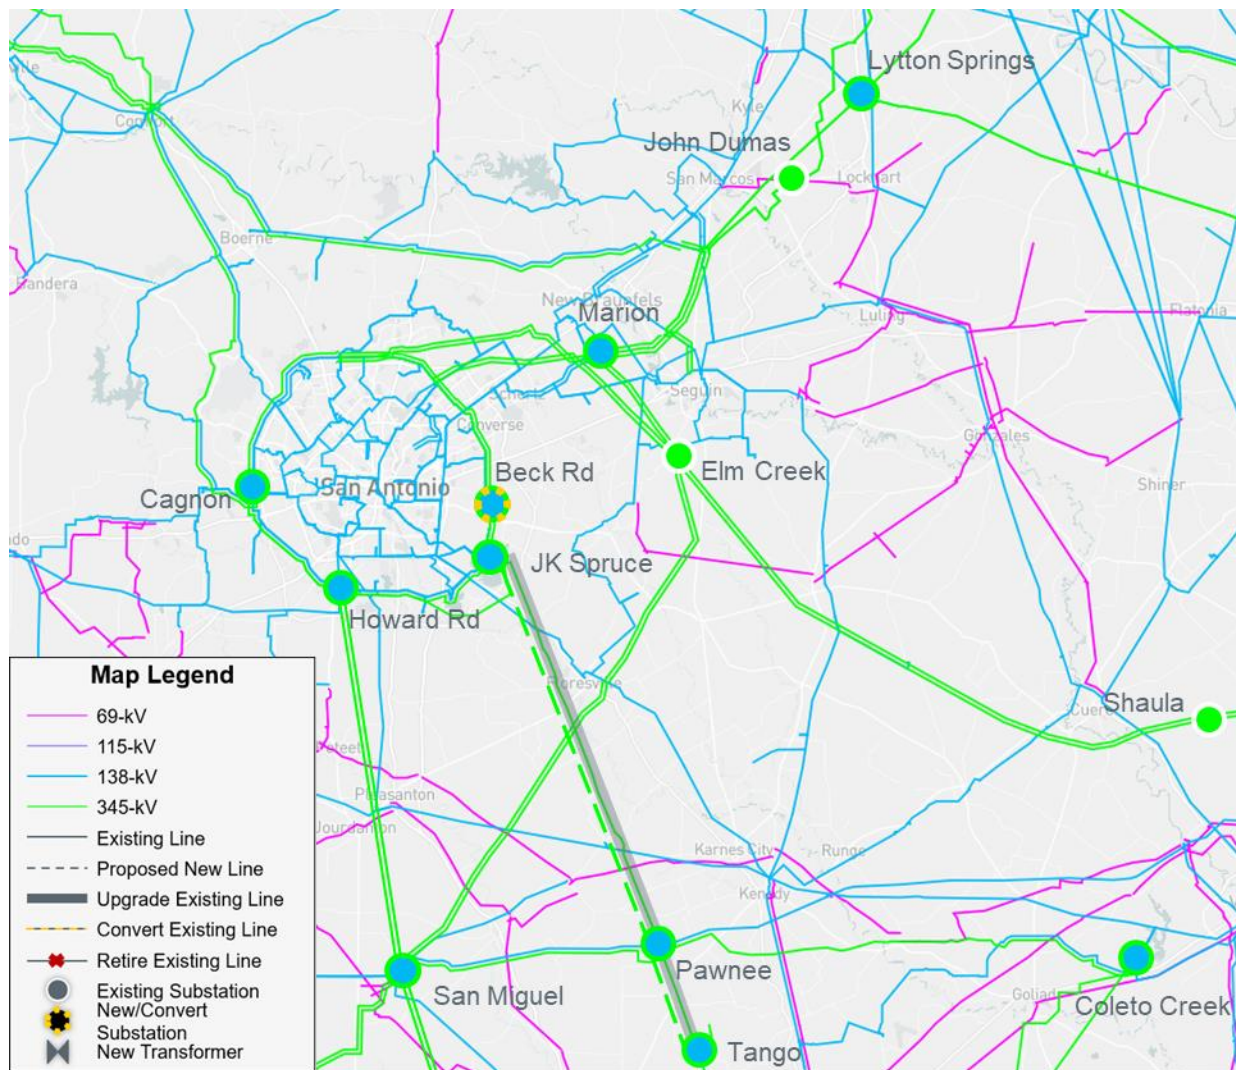 Lytton Springs
Kyle
John Dumas
San Marcos
Lockhart
Comfort
Boerne
Bandera
New Braunfels
Marion
Luling
Flatonia
Seguin
Schertz
Converse
Gonzales
Elm Creek
Beck Rd
San Antonio
Cagnon
Shiner
JK Spruce
Howard Rd
Floresville
Shaula
Cuero
Poteet
Pleasanton
Jourdanton
Karnes City
Runge
Kenedy
Pawnee
San Miguel
Goliad
Coleto Creek
Tango
Map Legend
69-kV
115-kV
138-kV
345-kV
Existing Line
Proposed New Line
Upgrade Existing Line
Convert Existing Line
Retire Existing Line
Existing Substation
New/Convert
Substation
New Transformer